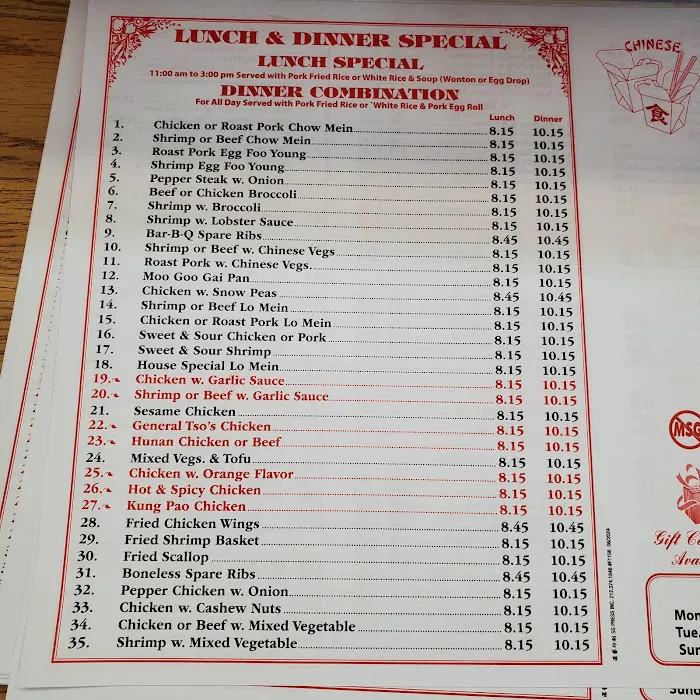 LUNCH & DINNER SPECIAL
LUNCH SPECIAL
11:00 am to 3:00 pm Served with Pork Fried Rice or White Rice & Soup (Wonton or Egg Drop)
DINNER COMBINATION
For All Day Served with Pork Fried Rice or `White Rice & Pork Egg Roll
Lunch Dinner
1. Chicken or Roast Pork Chow Mein 8.15 10.15
2. Shrimp or Beef Chow Mein 8.15 10.15
3. Roast Pork Egg Foo Young 8.15 10.15
4. Shrimp Egg Foo Young 8.15 10.15
5. Pepper Steak w. Onion 8.15 10.15
6. Beef or Chicken Broccoli 8.15 10.15
7. Shrimp w. Broccoli 8.15 10.15
8. Shrimp w. Lobster Sauce 8.15 10.15
9. Bar-B-Q Spare Ribs 8.45 10.45
10. Shrimp or Beef w. Chinese Vegs 8.15 10.15
11. Roast Pork w. Chinese Vegs. 8.15 10.15
12. Moo Goo Gai Pan 8.15 10.15
13. Chicken w. Snow Peas 8.45 10.45
14. Shrimp or Beef Lo Mein 8.15 10.15
15. Chicken or Roast Pork Lo Mein 8.15 10.15
16. Sweet & Sour Chicken or Pork 8.15 10.15
17. Sweet & Sour Shrimp 8.15 10.15
18. House Special Lo Mein 8.15 10.15
19. Chicken w. Garlic Sauce 8.15 10.15
20. Shrimp or Beef w. Garlic Sauce 8.15 10.15
21. Sesame Chicken 8.15 10.15
22. General Tso's Chicken 8.15 10.15
23. Hunan Chicken or Beef 8.15 10.15
24. Mixed Vegs. & Tofu 8.15 10.15
25. Chicken w. Orange Flavor 8.15 10.15
26. Hot & Spicy Chicken 8.15 10.15
27. Kung Pao Chicken 8.15 10.15
28. Fried Chicken Wings 8.45 10.45
29. Fried Shrimp Basket 8.15 10.15
30. Fried Scallop 8.15 10.15
31. Boneless Spare Ribs 8.45 10.45
32. Pepper Chicken w. Onion 8.15 10.15
33. Chicken w. Cashew Nuts 8.15 10.15
34. Chicken or Beef w. Mixed Vegetable 8.15 10.15
35. Shrimp w. Mixed Vegetable 8.15 10.15
CHINESE
食
MSG
Gift
Mon
Tue.
Sun